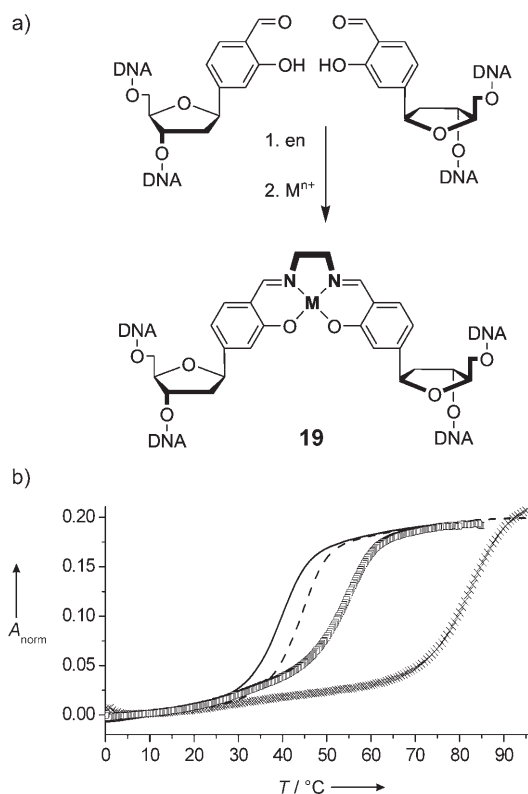 a)
O O
DNA OH HO DNA
O O O O
O O
DNA 1. en DNA
2. Mⁿ⁺
N N
M
DNA O O DNA
O O O O
O O
DNA 19 DNA
b)
0.20
0.15
A norm
0.10
0.05
0.00
0 10 20 30 40 50 60 70 80 90
T / °C